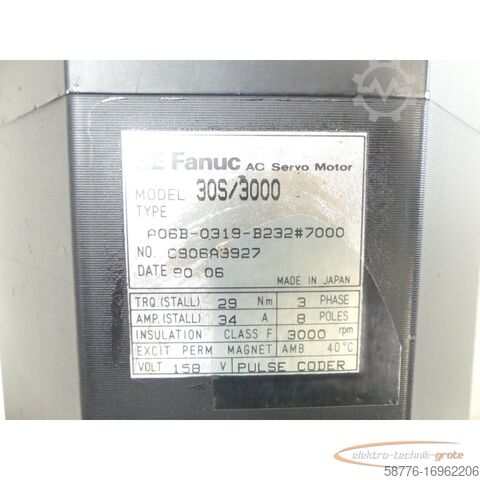 GE Fanuc AC Servo Motor
MODEL 30S/3000
TYPE
A06B-0319-B232#7000
NO. C906A3927
DATE 90.06
MADE IN JAPAN
TRQ(STALL) 29 Nm 3 PHASE
AMP.(STALL) 34 A 8 POLES
INSULATION CLASS F 3000 rpm
EXCIT PERM MAGNET AMB 40°C
VOLT 158 V PULSE CODER
elektro-technik-grote
58776-16962206